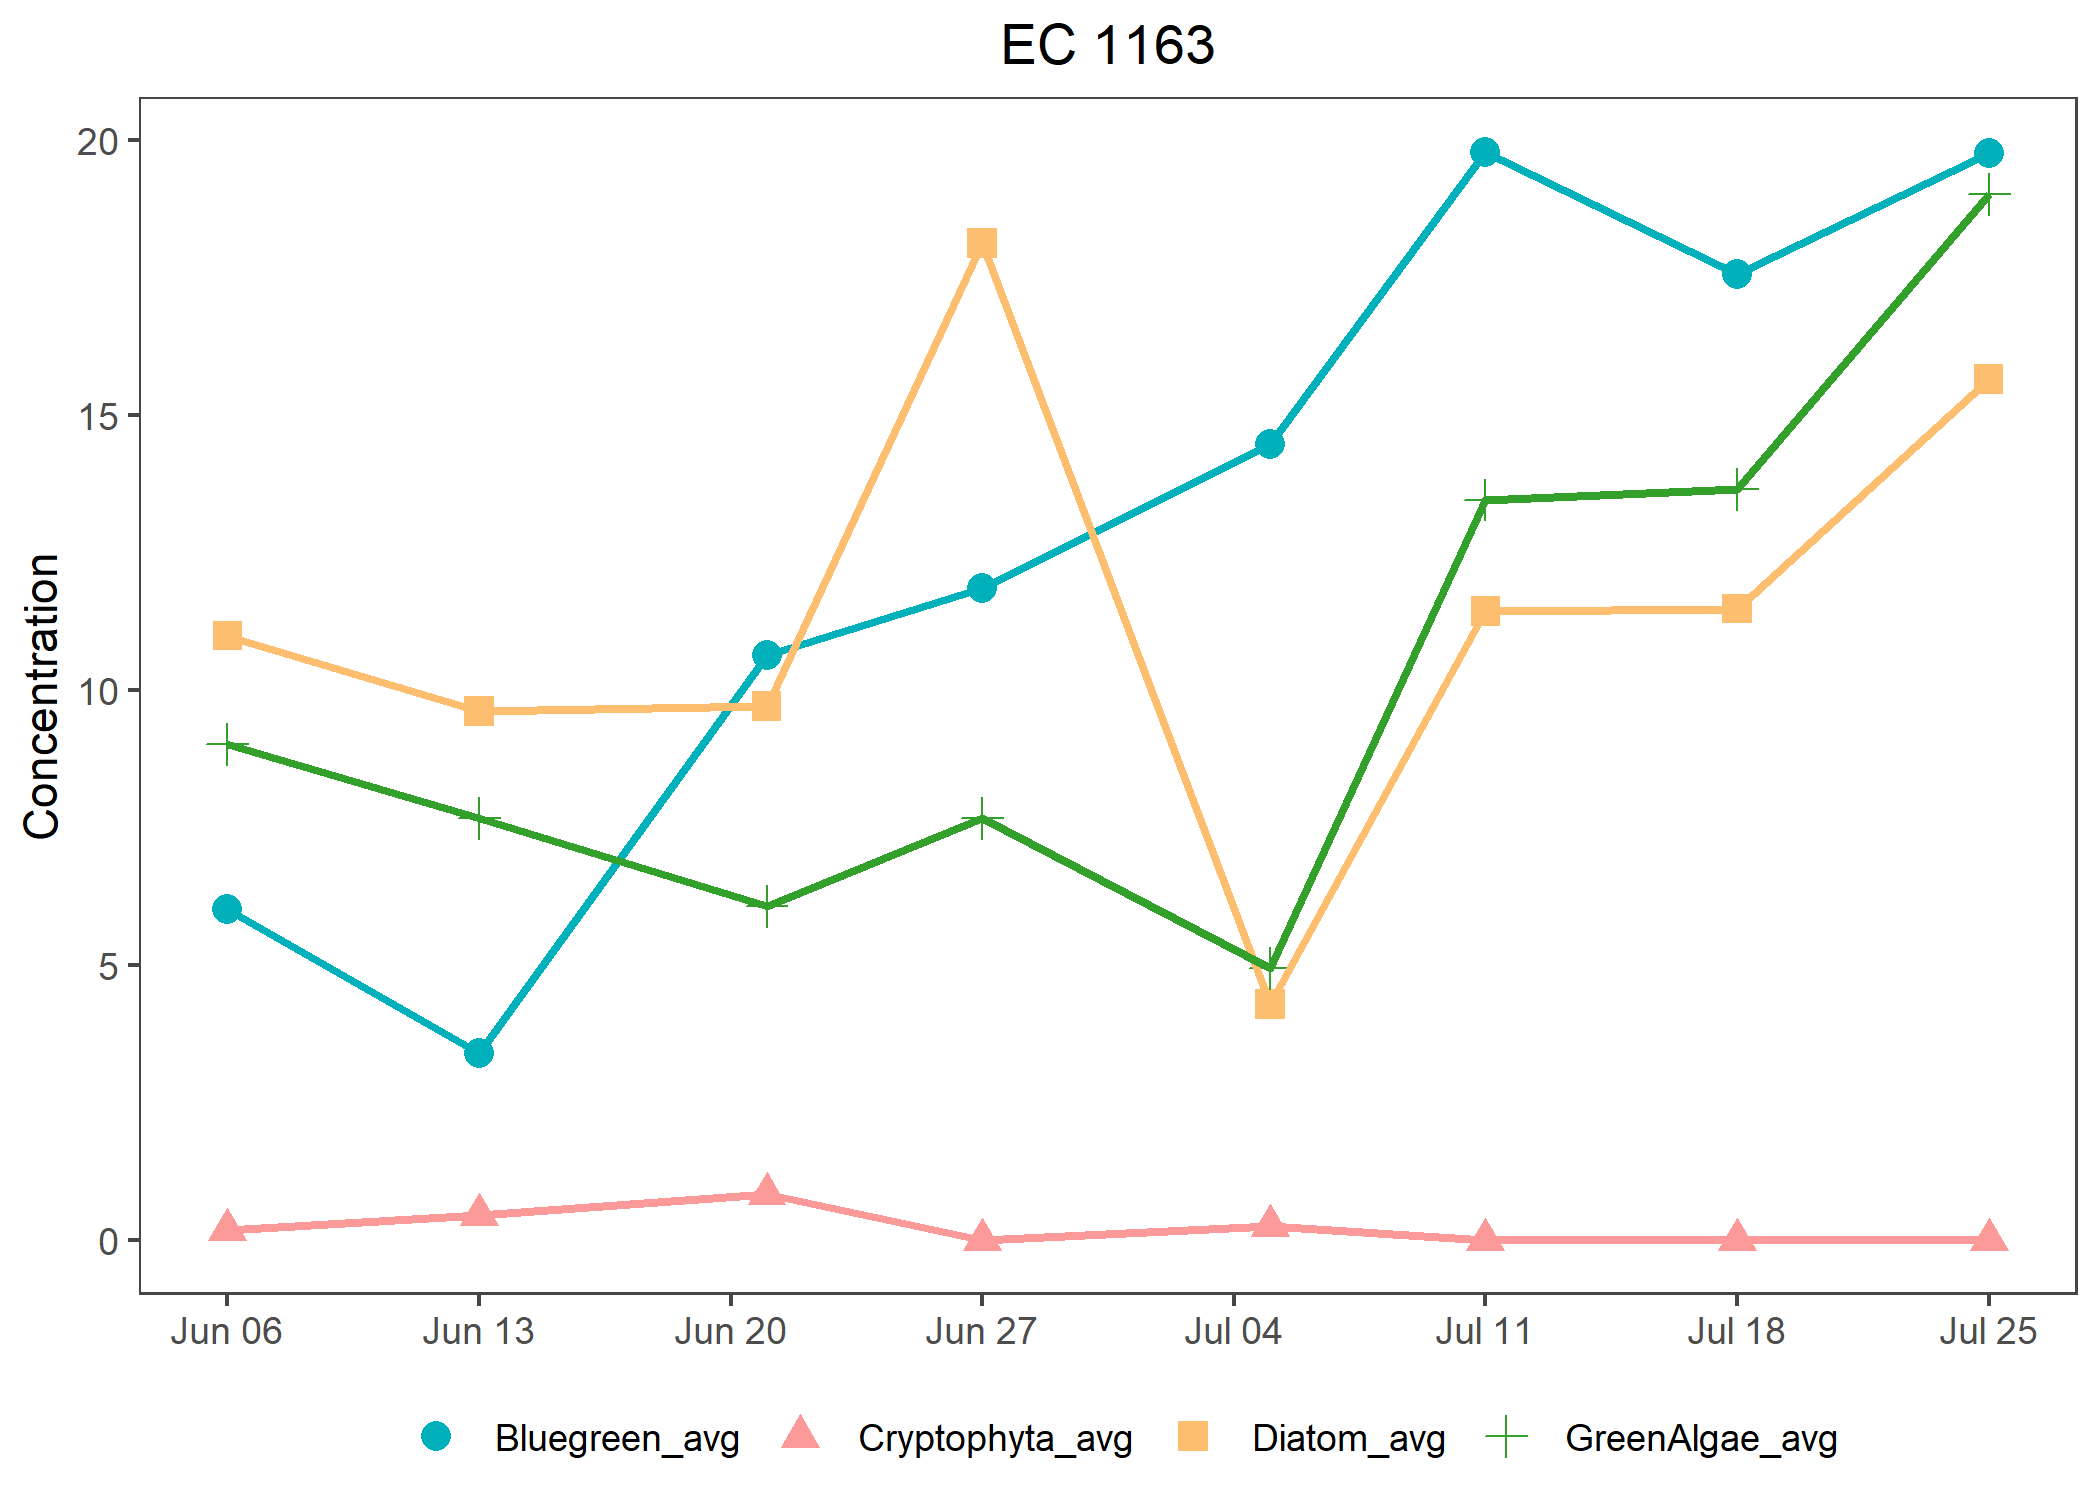 EC 1163
Concentration
20
15
10
5
0
Jun 06 Jun 13 Jun 20 Jun 27 Jul 04 Jul 11 Jul 18 Jul 25
Bluegreen_avg Cryptophyta_avg Diatom_avg GreenAlgae_avg